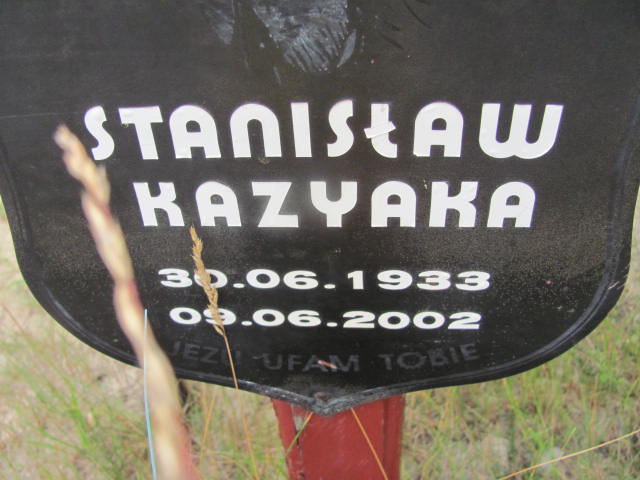 STANISŁAW
KAZYAKA
30.06.1933
09.06.2002
JEZU UFAM TOBIE